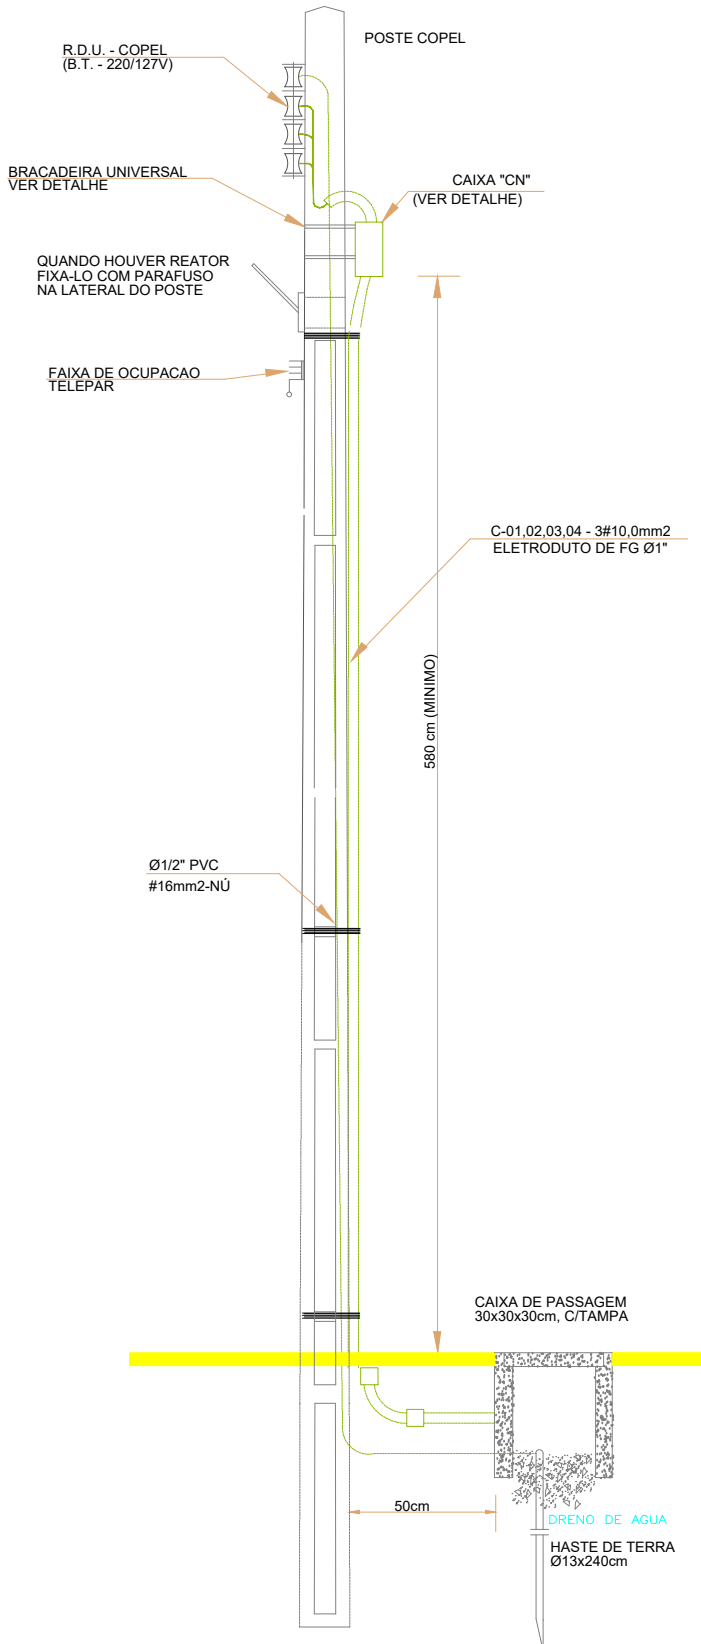 POSTE COPEL
R.D.U. - COPEL
(B.T. - 220/127V)
BRACADEIRA UNIVERSAL
VER DETALHE
CAIXA "CN"
(VER DETALHE)
QUANDO HOUVER REATOR
FIXA-LO COM PARAFUSO
NA LATERAL DO POSTE
FAIXA DE OCUPACAO
TELEPAR
C-01,02,03,04 - 3#10,0mm2
ELETRODUTO DE FG Ø1"
580 cm (MINIMO)
Ø1/2" PVC
#16mm2-NÚ
CAIXA DE PASSAGEM
30x30x30cm, C/TAMPA
50cm
DRENO DE AGUA
HASTE DE TERRA
Ø13x240cm